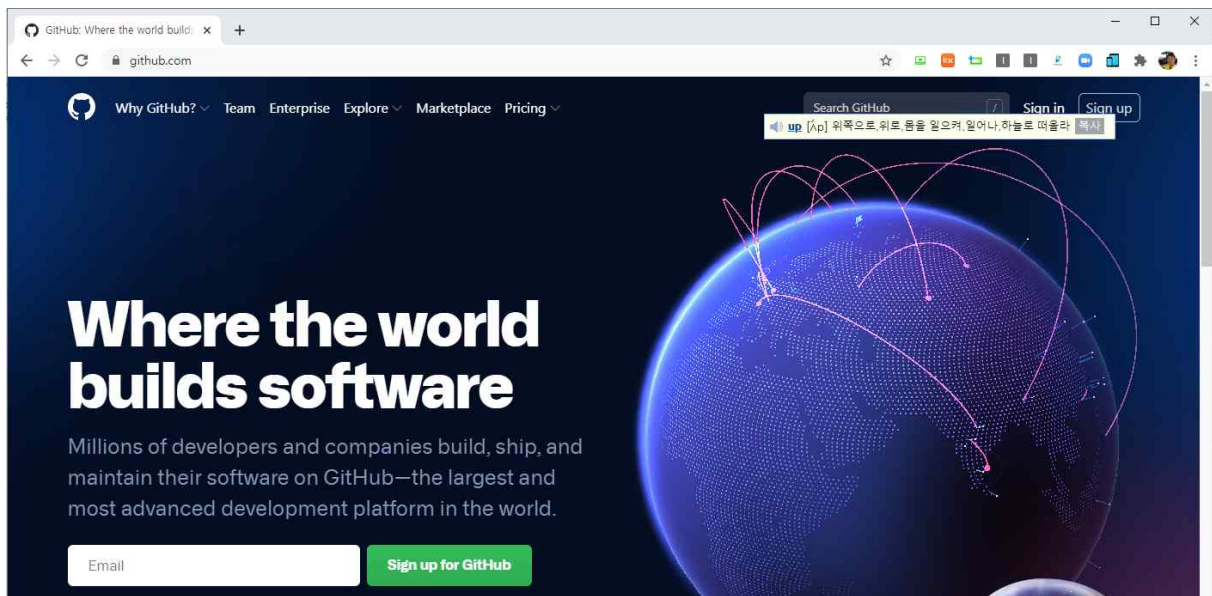 GitHub: Where the world build
github.com
Why GitHub? Team Enterprise Explore Marketplace Pricing Search GitHub / Sign in Sign up
up [ʌ́p] 위쪽으로,위로,몸을 일으켜,일어나,하늘로 떠올라 복사
Where the world
builds software
Millions of developers and companies build, ship, and
maintain their software on GitHub—the largest and
most advanced development platform in the world.
Email Sign up for GitHub